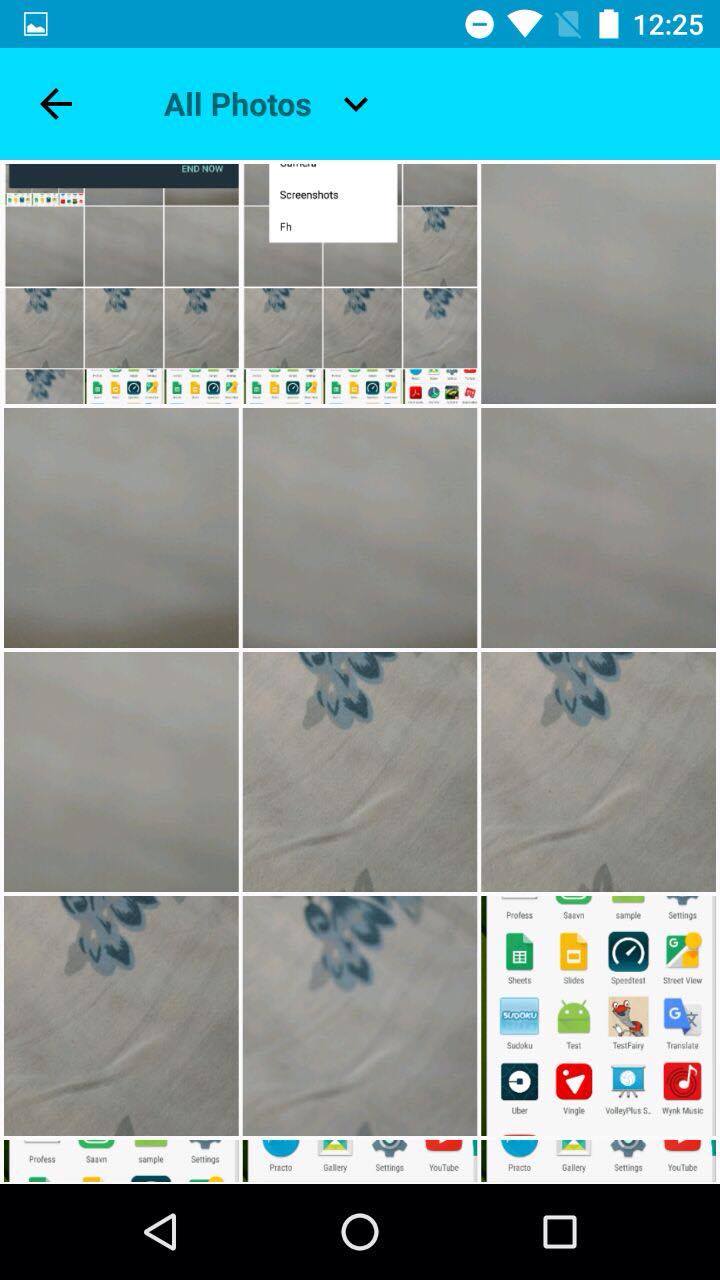 12:25
All Photos
END NOW
Screenshots
Fh
Profess Saavn sample Settings
Sheets Slides Speedtest Street View
SUDOKU
Sudoku Test TestFairy Translate
Uber Vingle VolleyPlus S.. Wynk Music
Profess Saavn sample Settings
Practo Gallery Settings YouTube
Practo Gallery Settings YouTube